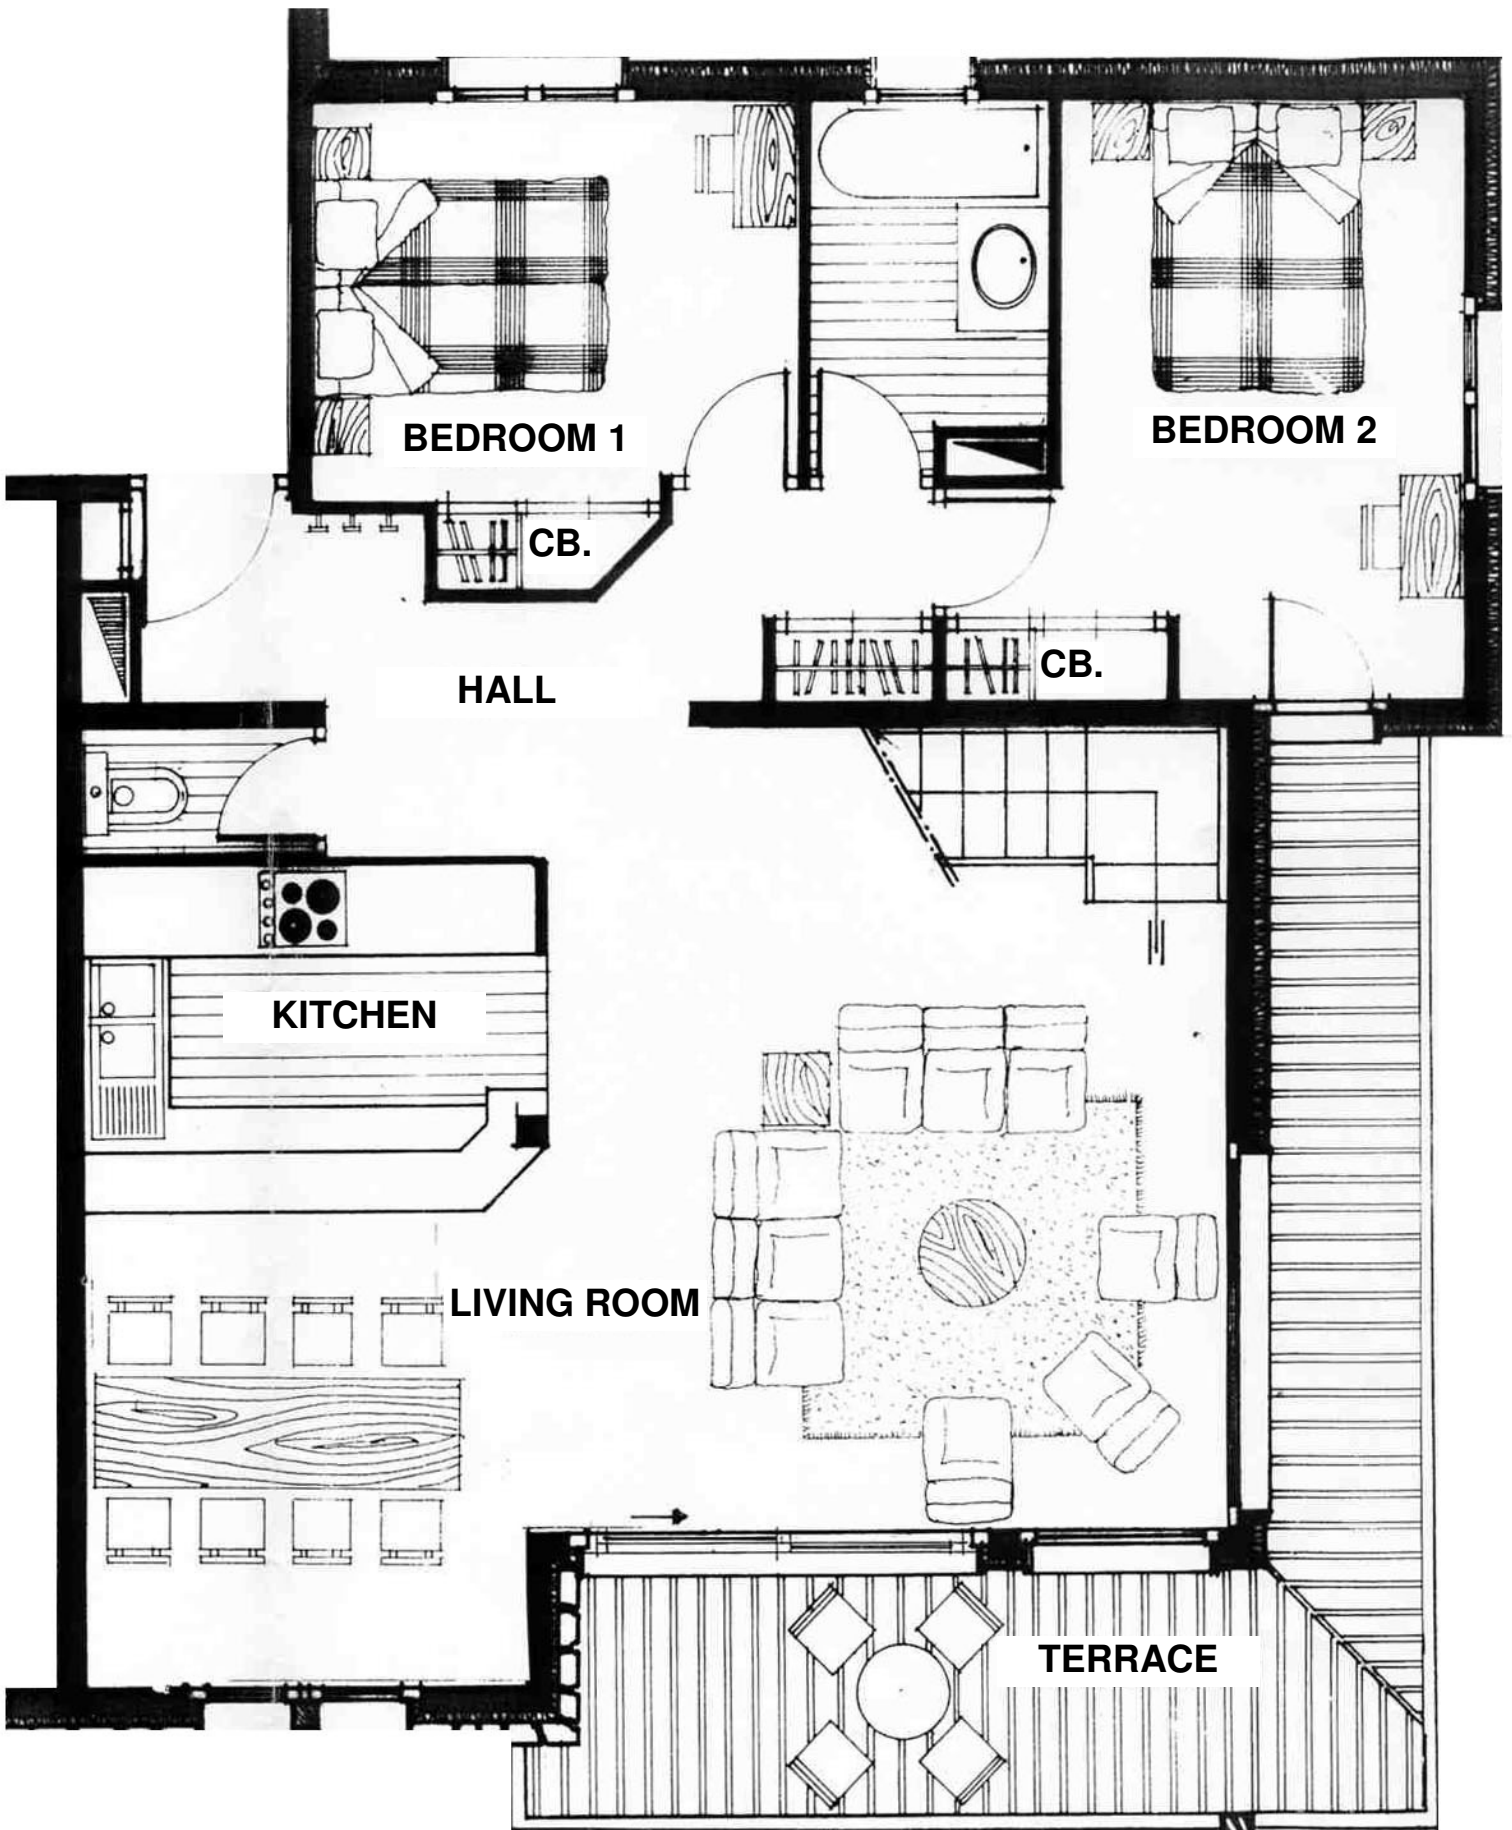 BEDROOM 1
BEDROOM 2
CB.
CB.
HALL
KITCHEN
LIVING ROOM
TERRACE